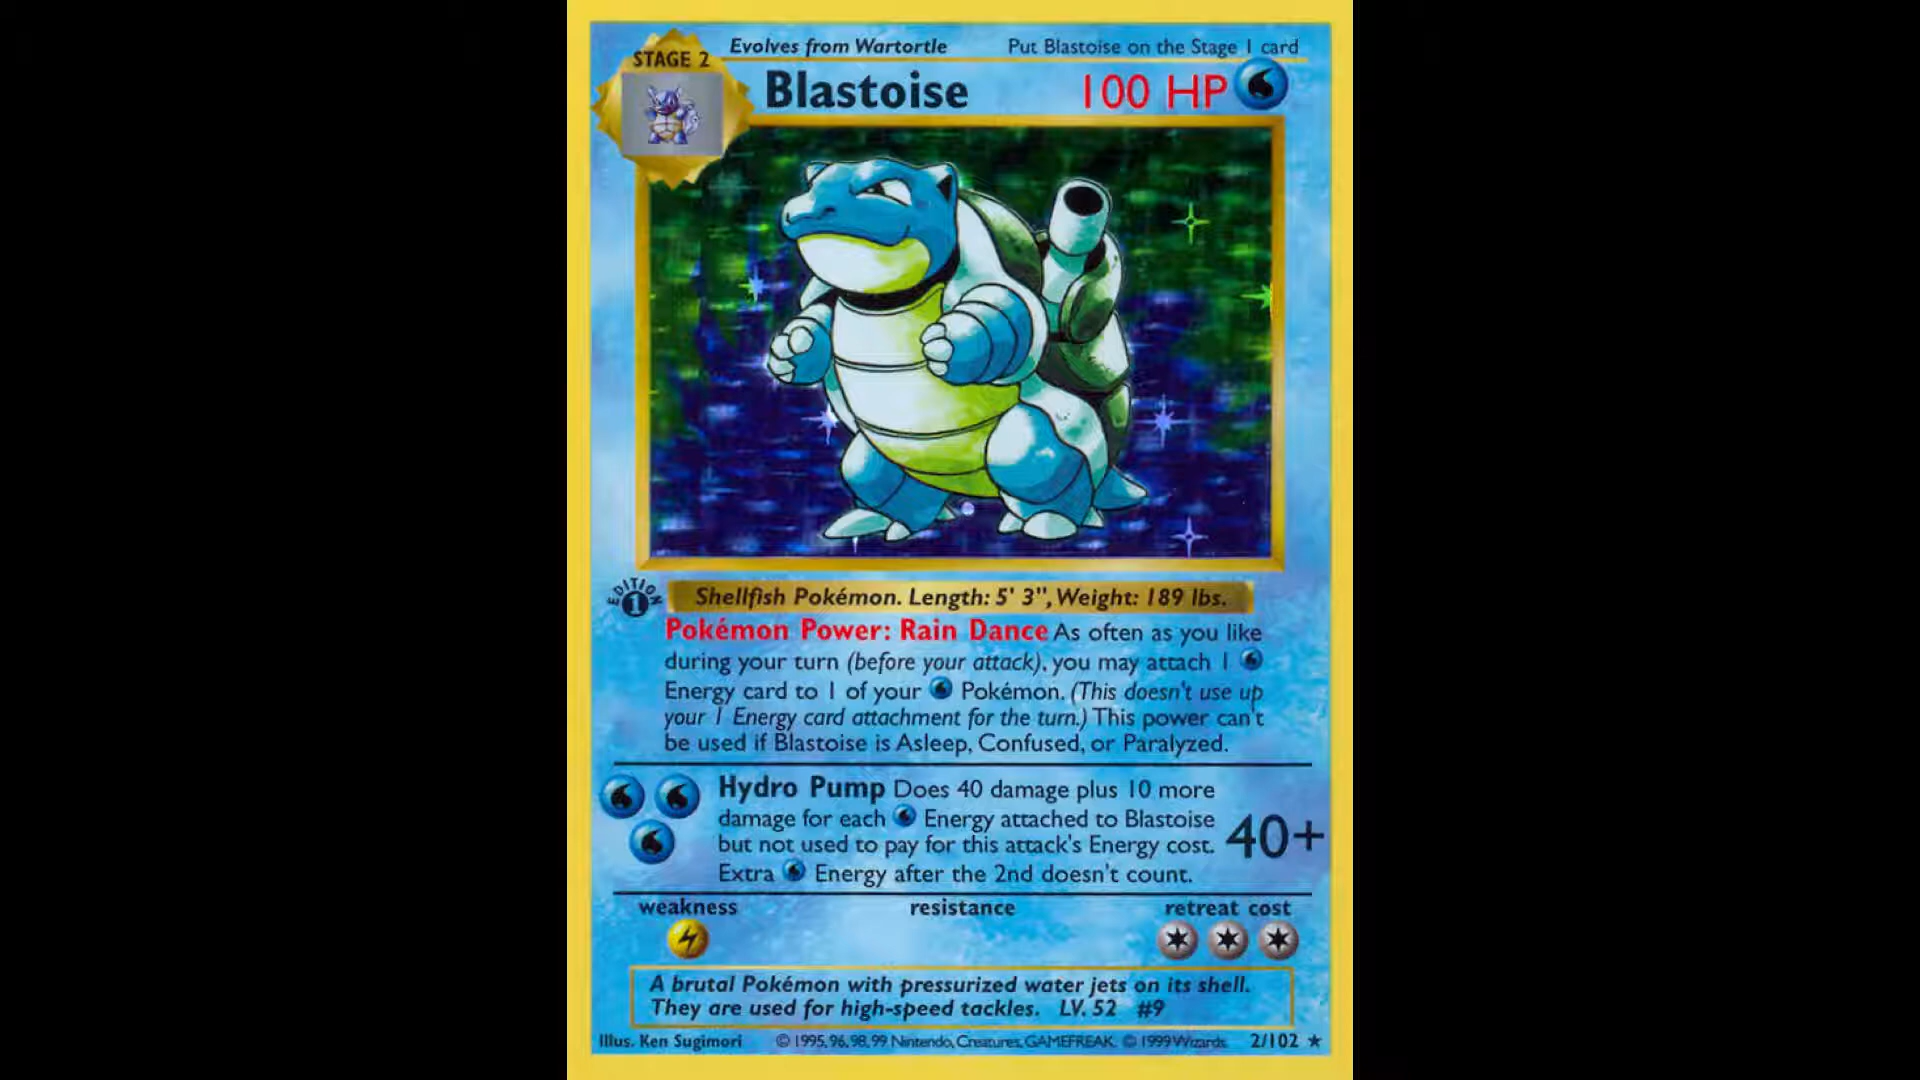 Evolves from Wartortle Put Blastoise on the Stage 1 card
STAGE 2
Blastoise 100 HP
EDITION 1
Shellfish Pokémon. Length: 5' 3", Weight: 189 lbs.
Pokémon Power: Rain Dance As often as you like
during your turn (before your attack), you may attach 1
Energy card to 1 of your Pokémon. (This doesn't use up
your 1 Energy card attachment for the turn.) This power can't
be used if Blastoise is Asleep, Confused, or Paralyzed.
Hydro Pump Does 40 damage plus 10 more
damage for each Energy attached to Blastoise
but not used to pay for this attack's Energy cost.
Extra Energy after the 2nd doesn't count.
40+
weakness resistance retreat cost
A brutal Pokémon with pressurized water jets on its shell.
They are used for high-speed tackles. LV. 52 #9
Illus. Ken Sugimori © 1995, 96, 98, 99 Nintendo, Creatures, GAMEFREAK. © 1999 Wizards. 2/102 ★